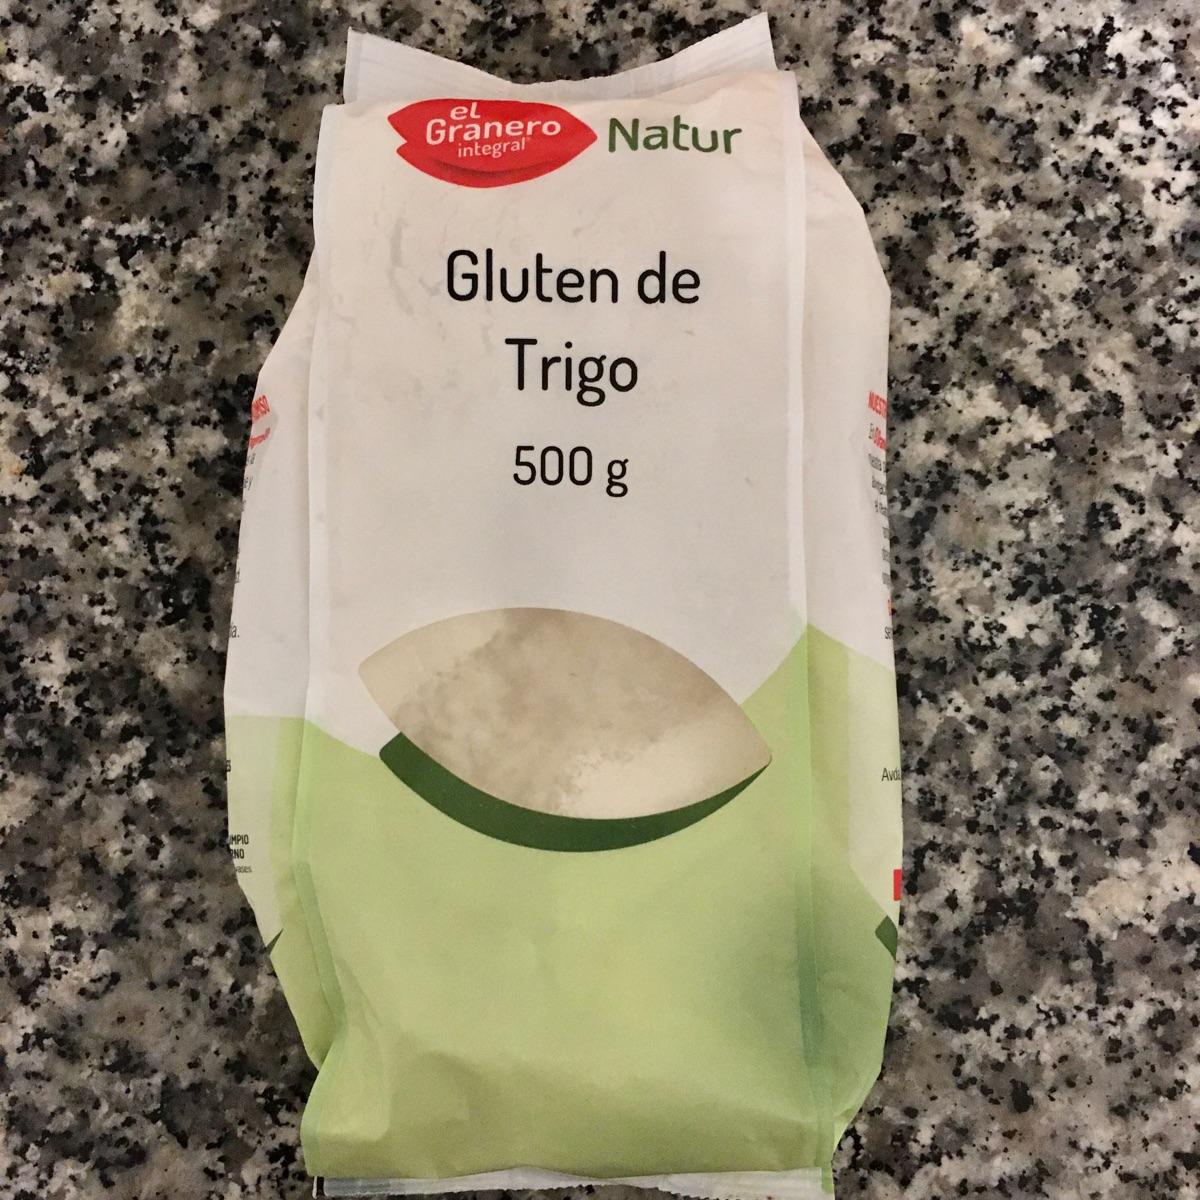 el
Granero
integral®
Natur
Gluten de
Trigo
500 g